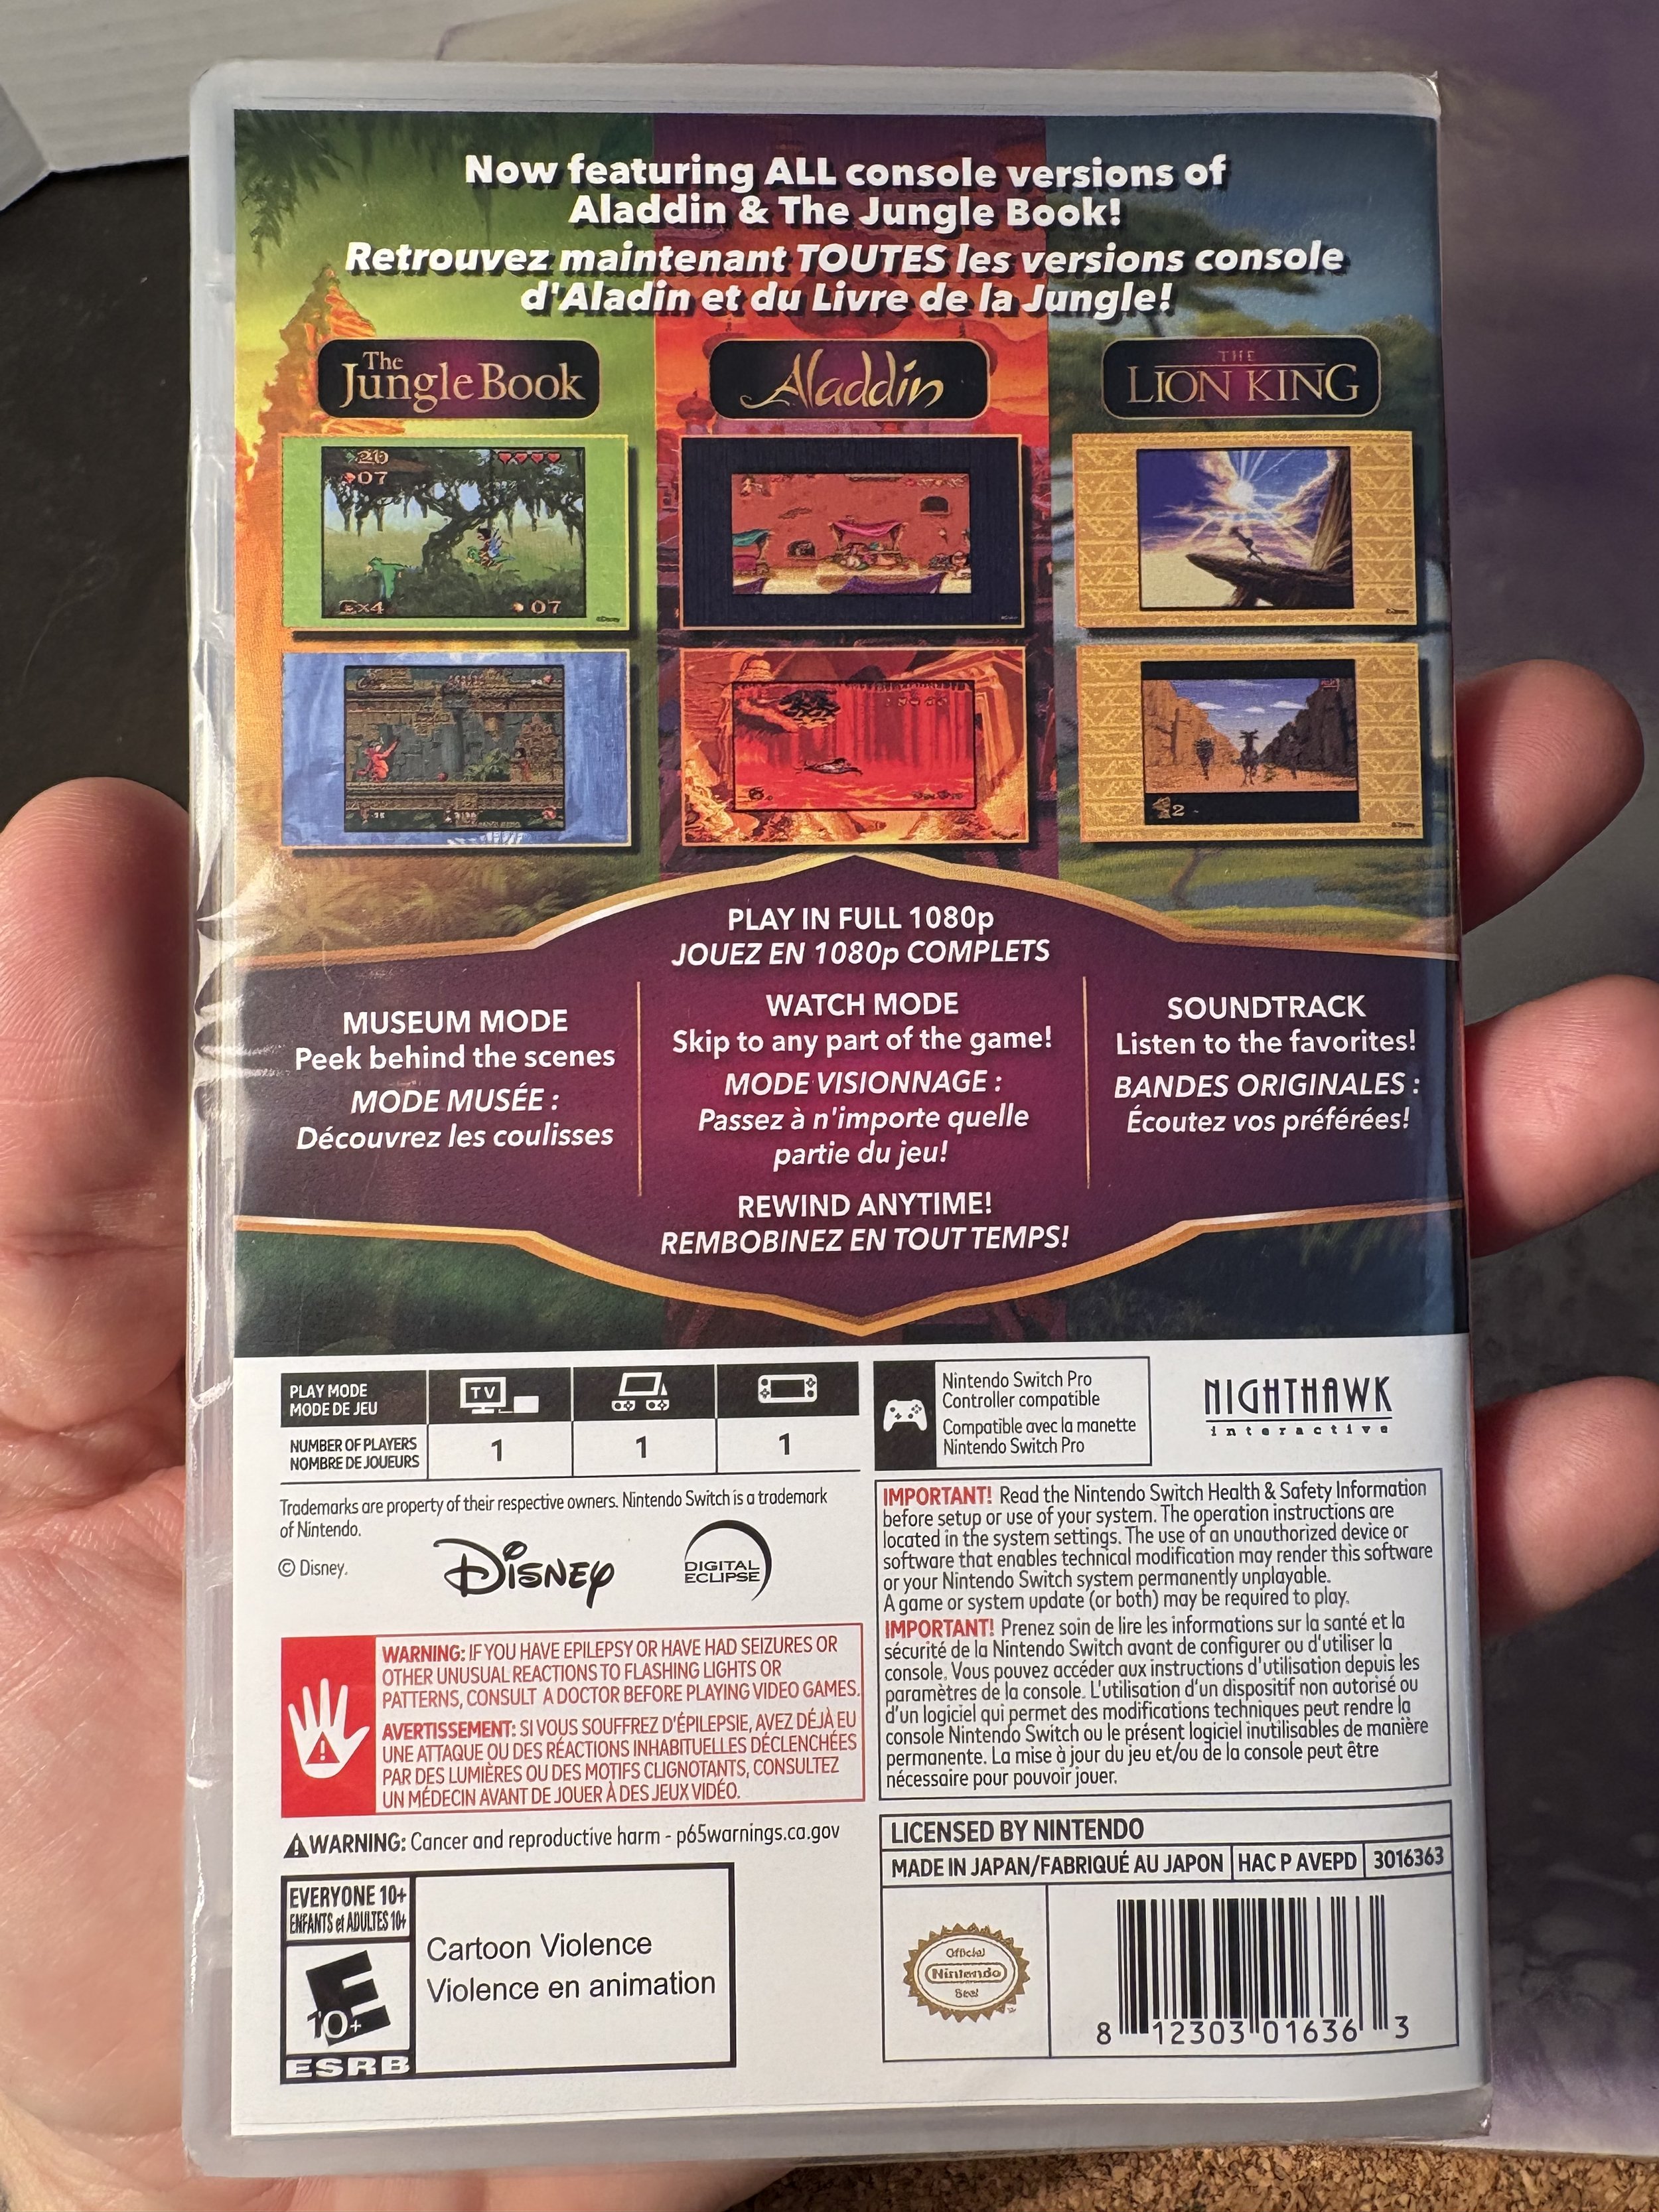 Now featuring ALL console versions of
Aladdin & The Jungle Book!
Retrouvez maintenant TOUTES les versions console
d'Aladin et du Livre de la Jungle!
The
Jungle Book
Aladdin
THE
LION KING
20
07
Ex4
07
2
PLAY IN FULL 1080p
JOUEZ EN 1080p COMPLETS
MUSEUM MODE
Peek behind the scenes
MODE MUSÉE :
Découvrez les coulisses
WATCH MODE
Skip to any part of the game!
MODE VISIONNAGE :
Passez à n'importe quelle
partie du jeu!
SOUNDTRACK
Listen to the favorites!
BANDES ORIGINALES :
Écoutez vos préférées!
REWIND ANYTIME!
REMBOBINEZ EN TOUT TEMPS!
PLAY MODE
MODE DE JEU
TV
NUMBER OF PLAYERS
NOMBRE DE JOUEURS
1
1
1
Nintendo Switch Pro
Controller compatible
Compatible avec la manette
Nintendo Switch Pro
NIGHTHAWK
interactive
Trademarks are property of their respective owners. Nintendo Switch is a trademark
of Nintendo.
© Disney.
Disney
DIGITAL
ECLIPSE
IMPORTANT! Read the Nintendo Switch Health & Safety Information
before setup or use of your system. The operation instructions are
located in the system settings. The use of an unauthorized device or
software that enables technical modification may render this software
or your Nintendo Switch system permanently unplayable.
A game or system update (or both) may be required to play.
IMPORTANT! Prenez soin de lire les informations sur la santé et la
sécurité de la Nintendo Switch avant de configurer ou d'utiliser la
console. Vous pouvez accéder aux instructions d'utilisation depuis les
paramètres de la console. L'utilisation d'un dispositif non autorisé ou
d'un logiciel qui permet des modifications techniques peut rendre la
console Nintendo Switch ou le présent logiciel inutilisables de manière
permanente. La mise à jour du jeu et/ou de la console peut être
nécessaire pour pouvoir jouer.
WARNING: IF YOU HAVE EPILEPSY OR HAVE HAD SEIZURES OR
OTHER UNUSUAL REACTIONS TO FLASHING LIGHTS OR
PATTERNS, CONSULT A DOCTOR BEFORE PLAYING VIDEO GAMES.
AVERTISSEMENT: SI VOUS SOUFFREZ D'ÉPILEPSIE, AVEZ DÉJÀ EU
UNE ATTAQUE OU DES RÉACTIONS INHABITUELLES DÉCLENCHÉES
PAR DES LUMIÈRES OU DES MOTIFS CLIGNOTANTS, CONSULTEZ
UN MÉDECIN AVANT DE JOUER À DES JEUX VIDÉO.
WARNING: Cancer and reproductive harm - p65warnings.ca.gov
EVERYONE 10+
ENFANTS et ADULTES 10+
E
10+
ESRB
Cartoon Violence
Violence en animation
LICENSED BY NINTENDO
MADE IN JAPAN/FABRIQUÉ AU JAPON
HAC P AVEPD
3016363
Official
Nintendo
Seal
8 12303 01636 3